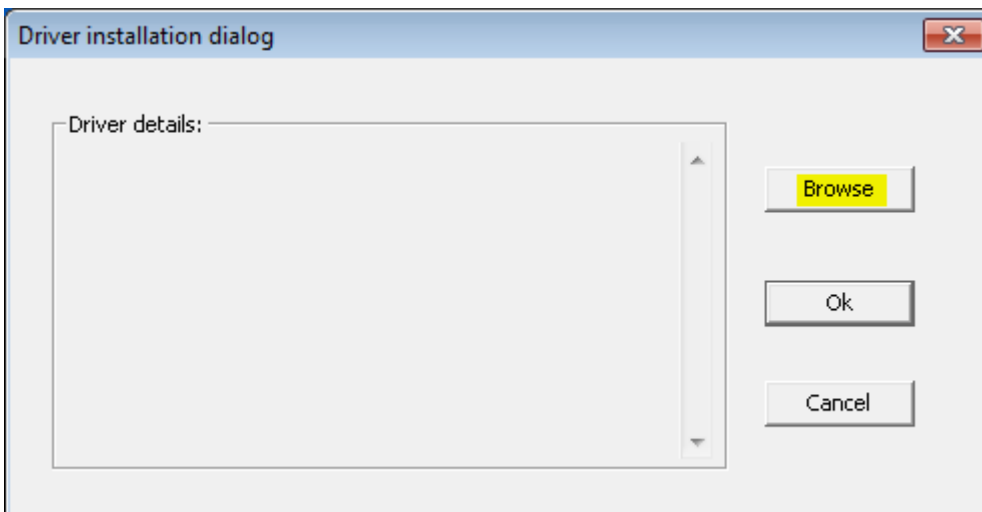 Driver installation dialog
Driver details:
Browse
Ok
Cancel